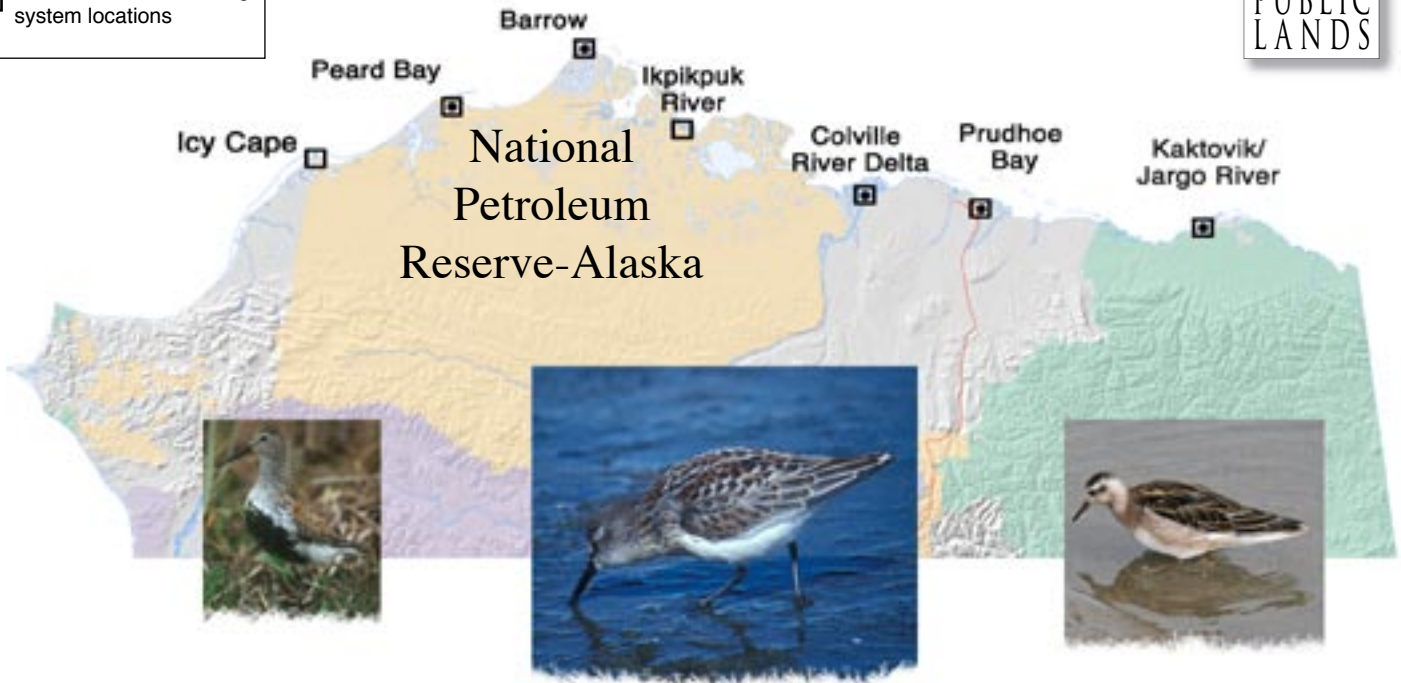 system locations
PUBLIC
LANDS
Barrow
Peard Bay
Ikpikpuk
River
Icy Cape
Colville
River Delta
Prudhoe
Bay
Kaktovik/
Jargo River
National
Petroleum
Reserve-Alaska